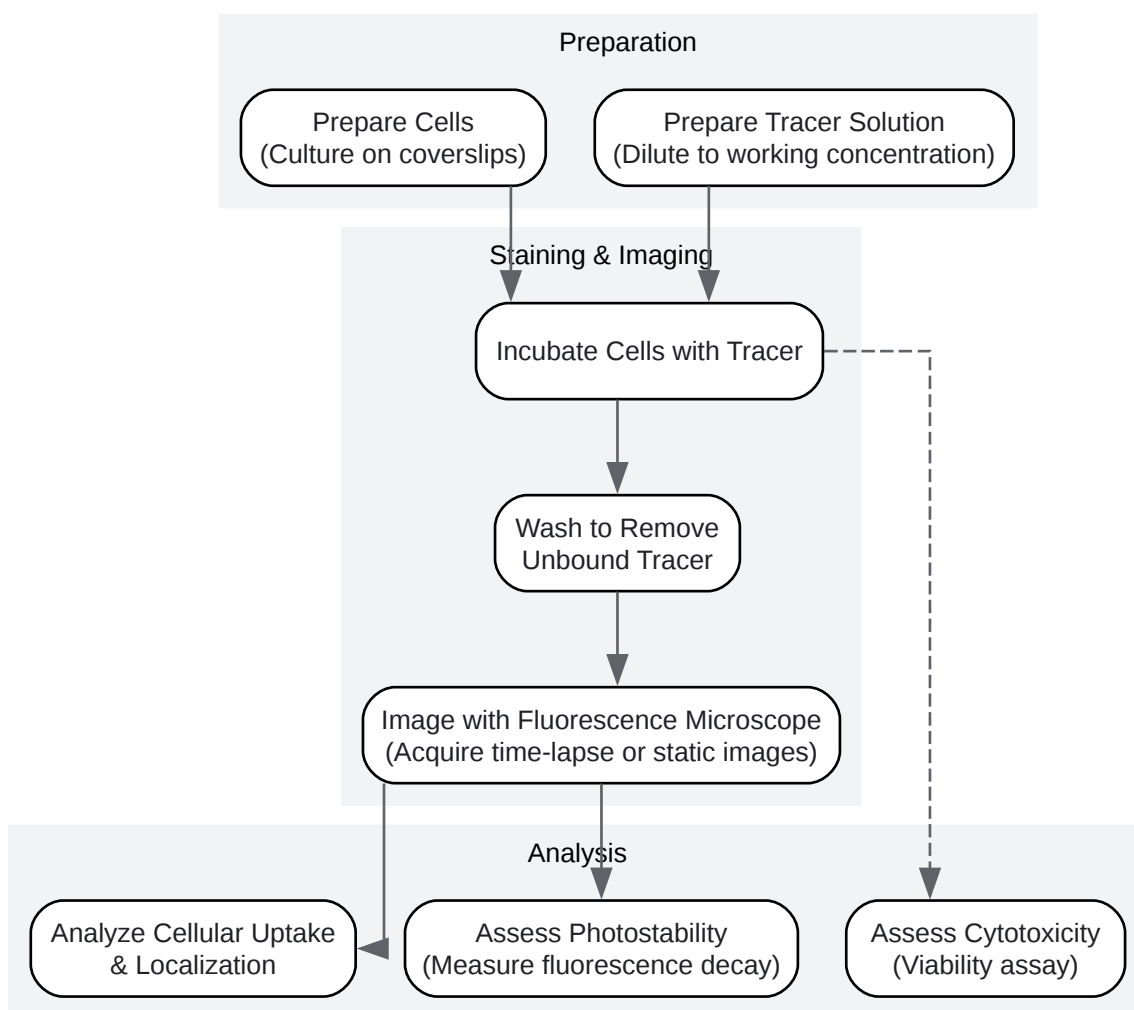 Preparation
Prepare Cells
(Culture on coverslips)
Prepare Tracer Solution
(Dilute to working concentration)
Staining & Imaging
Incubate Cells with Tracer
Wash to Remove
Unbound Tracer
Image with Fluorescence Microscope
(Acquire time-lapse or static images)
Analysis
Analyze Cellular Uptake
& Localization
Assess Photostability
(Measure fluorescence decay)
Assess Cytotoxicity
(Viability assay)